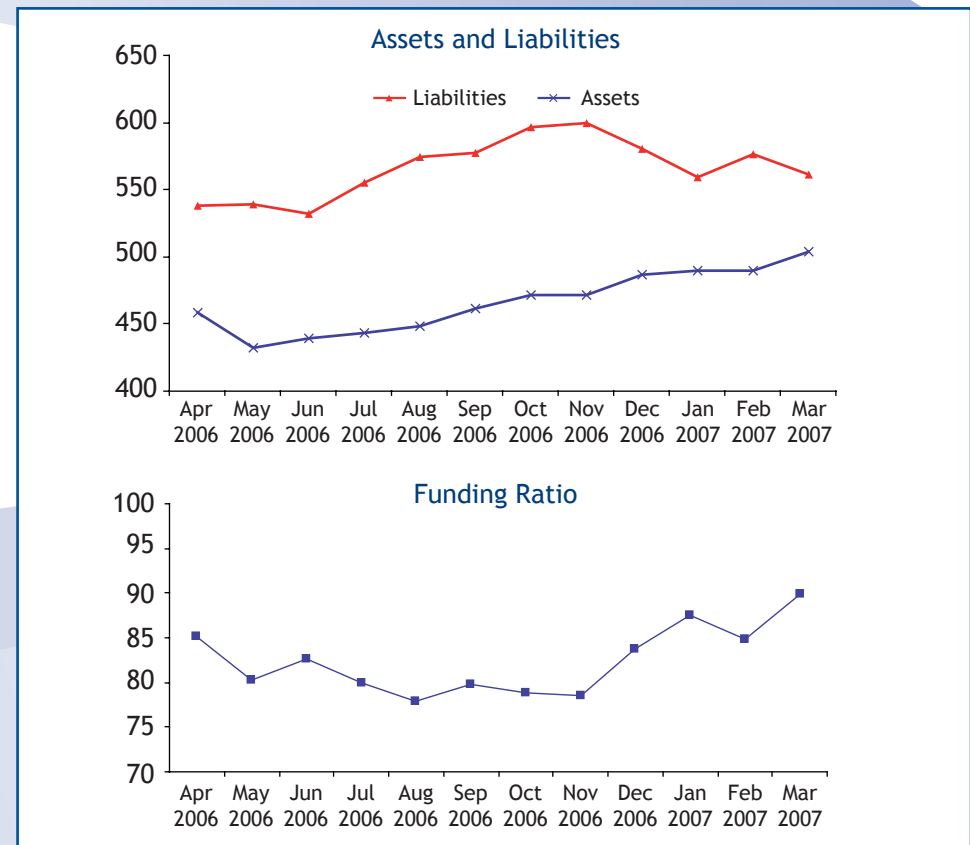 Assets and Liabilities
650
Liabilities Assets
600
550
500
450
400
Apr May Jun Jul Aug Sep Oct Nov Dec Jan Feb Mar
2006 2006 2006 2006 2006 2006 2006 2006 2006 2007 2007 2007
Funding Ratio
100
95
90
85
80
75
70
Apr May Jun Jul Aug Sep Oct Nov Dec Jan Feb Mar
2006 2006 2006 2006 2006 2006 2006 2006 2006 2007 2007 2007